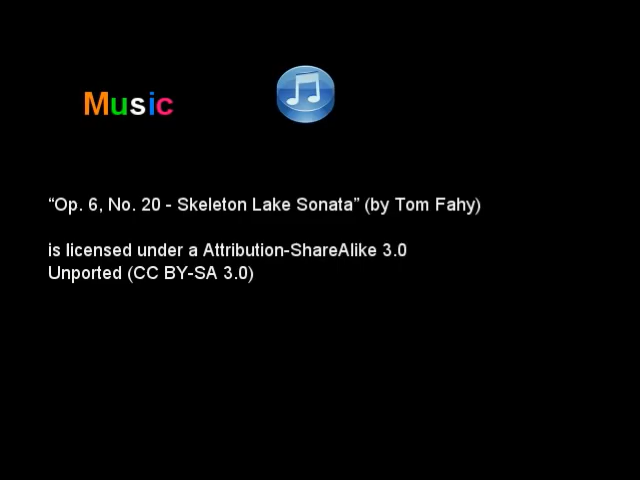 Music
“Op. 6, No. 20 - Skeleton Lake Sonata” (by Tom Fahy)
is licensed under a Attribution-ShareAlike 3.0
Unported (CC BY-SA 3.0)